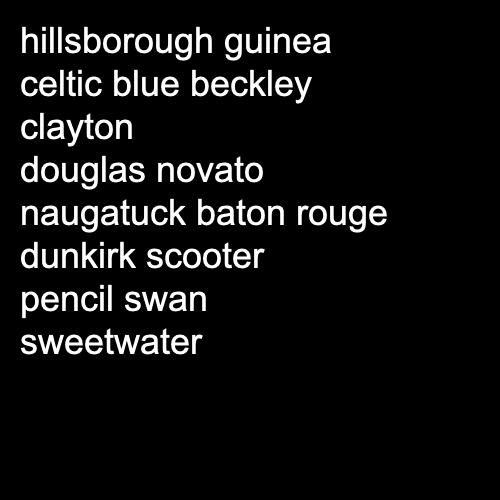 hillsborough guinea
celtic blue beckley
clayton
douglas novato
naugatuck baton rouge
dunkirk scooter
pencil swan
sweetwater